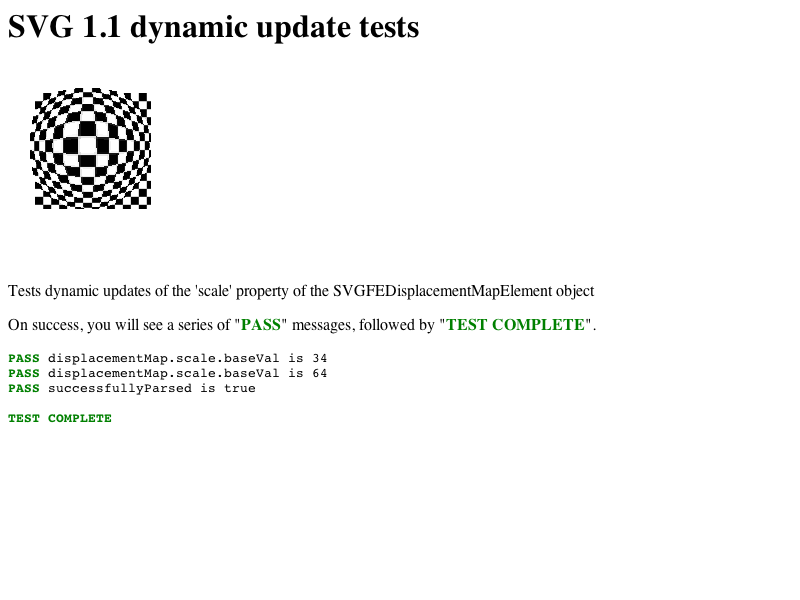 SVG 1.1 dynamic update tests
Tests dynamic updates of the 'scale' property of the SVGFEDisplacementMapElement object
On success, you will see a series of "PASS" messages, followed by "TEST COMPLETE".
PASS displacementMap.scale.baseVal is 34
PASS displacementMap.scale.baseVal is 64
PASS successfullyParsed is true
TEST COMPLETE